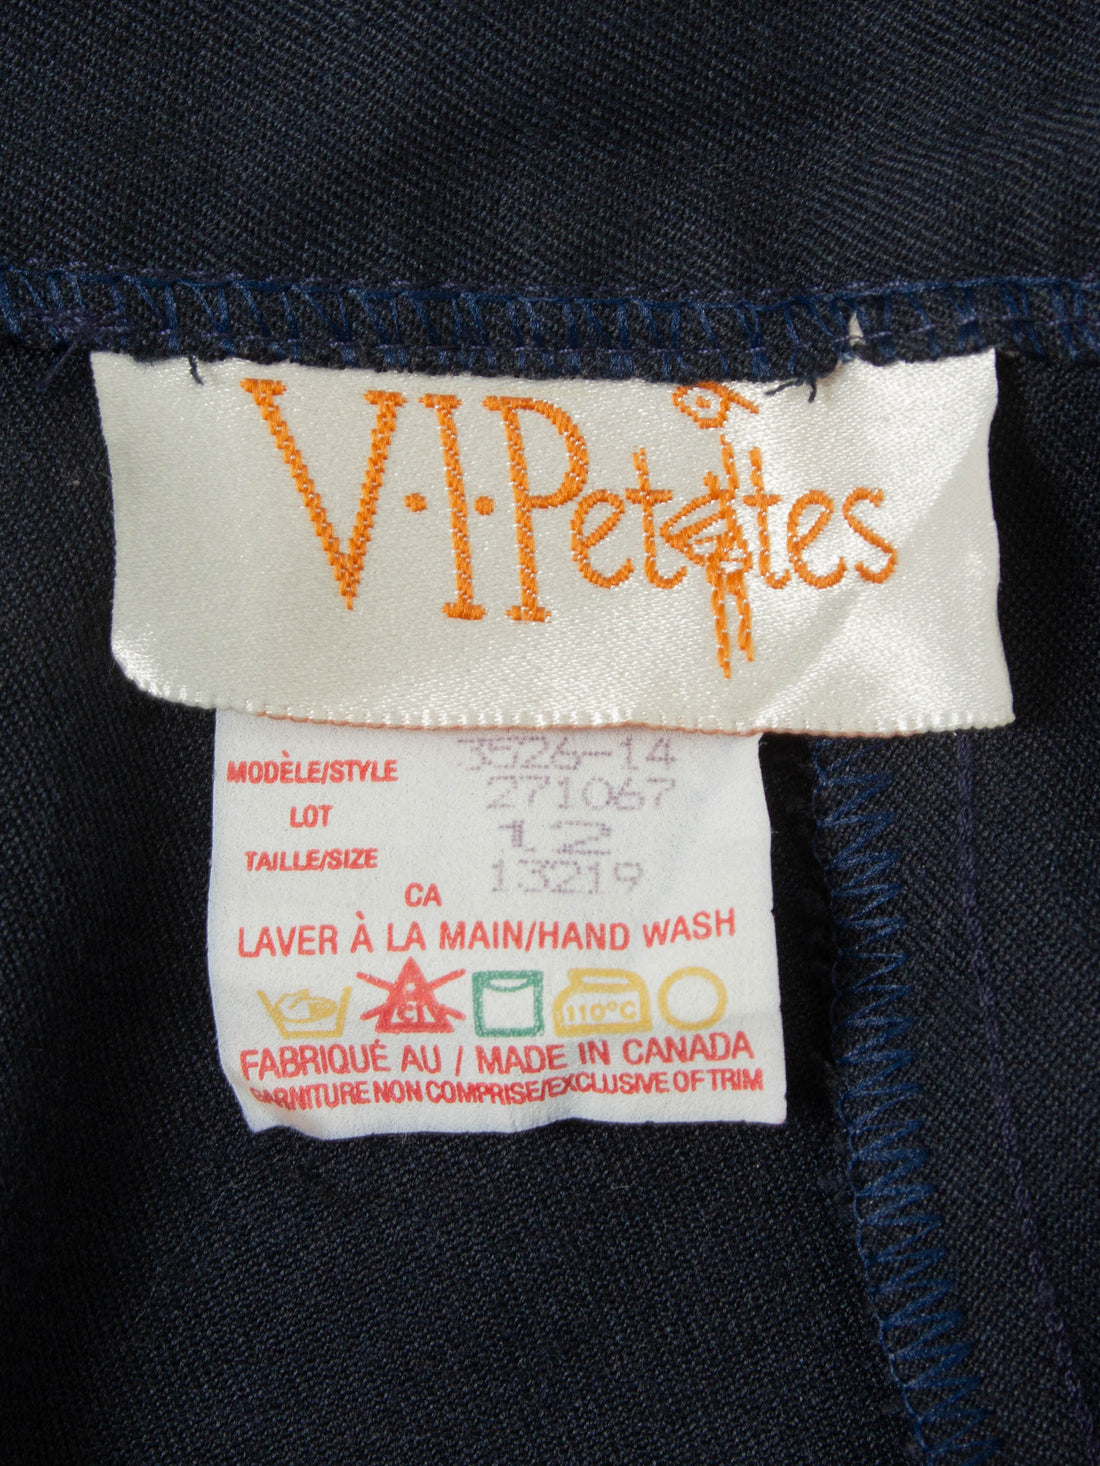 V·I·Petites
MODÈLE/STYLE 3526-14
LOT 271067
TAILLE/SIZE 12
CA 13219
LAVER À LA MAIN/HAND WASH
CL 110°C
FABRIQUÉ AU / MADE IN CANADA
GARNITURE NON COMPRISE/EXCLUSIVE OF TRIM